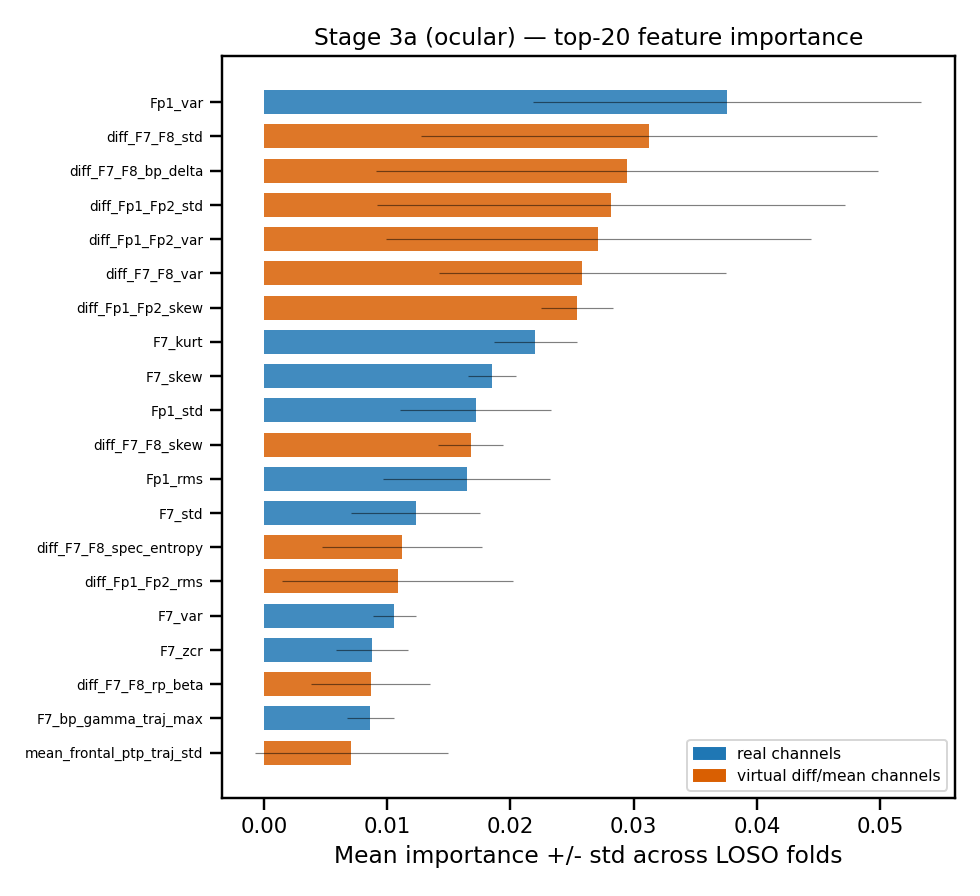 Stage 3a (ocular) — top-20 feature importance
Fp1_var
diff_F7_F8_std
diff_F7_F8_bp_delta
diff_Fp1_Fp2_std
diff_Fp1_Fp2_var
diff_F7_F8_var
diff_Fp1_Fp2_skew
F7_kurt
F7_skew
Fp1_std
diff_F7_F8_skew
Fp1_rms
F7_std
diff_F7_F8_spec_entropy
diff_Fp1_Fp2_rms
F7_var
F7_zcr
diff_F7_F8_rp_beta
F7_bp_gamma_traj_max
mean_frontal_ptp_traj_std
real channels
virtual diff/mean channels
0.00 0.01 0.02 0.03 0.04 0.05
Mean importance +/- std across LOSO folds